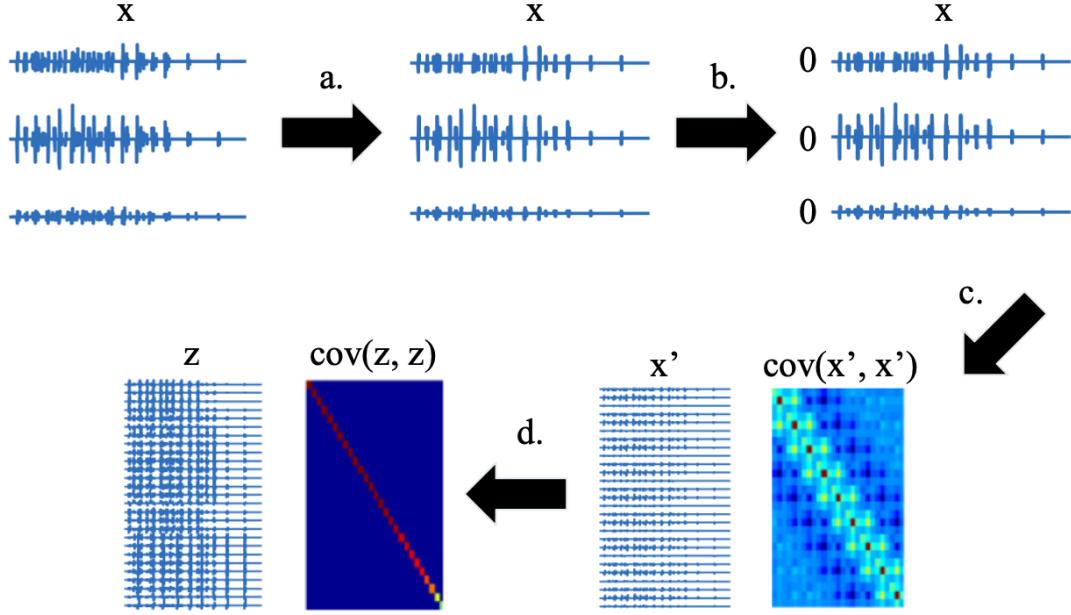 x
x
x
a.
b.
0
0
0
c.
z
cov(z, z)
x’
cov(x’, x’)
d.